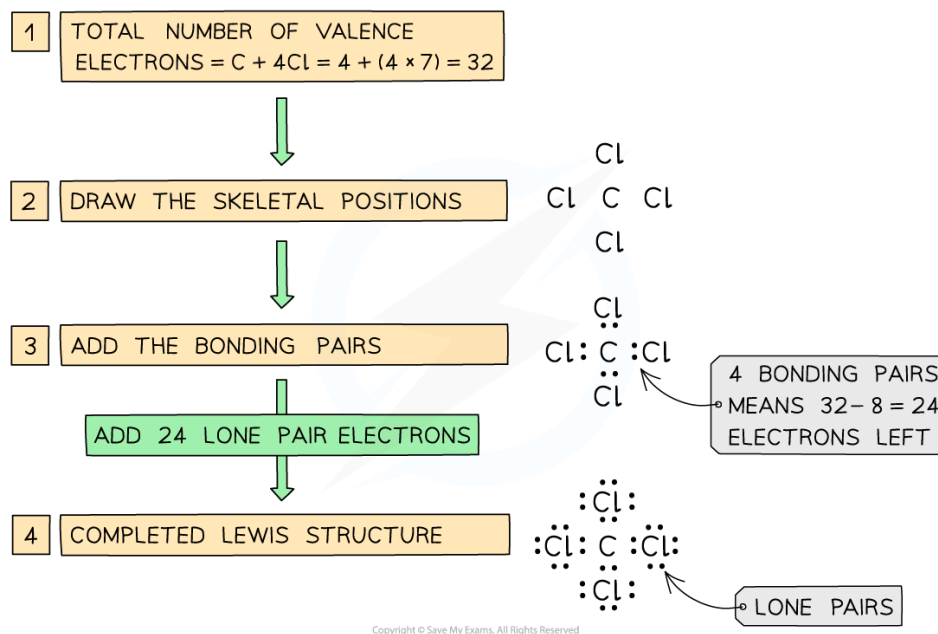 1
TOTAL NUMBER OF VALENCE
ELECTRONS = C + 4Cl = 4 + (4 × 7) = 32
2
DRAW THE SKELETAL POSITIONS
Cl
Cl C Cl
Cl
3
ADD THE BONDING PAIRS
Cl
Cl : C : Cl
Cl
4 BONDING PAIRS
MEANS 32 – 8 = 24
ELECTRONS LEFT
ADD 24 LONE PAIR ELECTRONS
4
COMPLETED LEWIS STRUCTURE
: Cl :
: Cl : C : Cl :
: Cl :
LONE PAIRS
Copyright © Save My Exams. All Rights Reserved